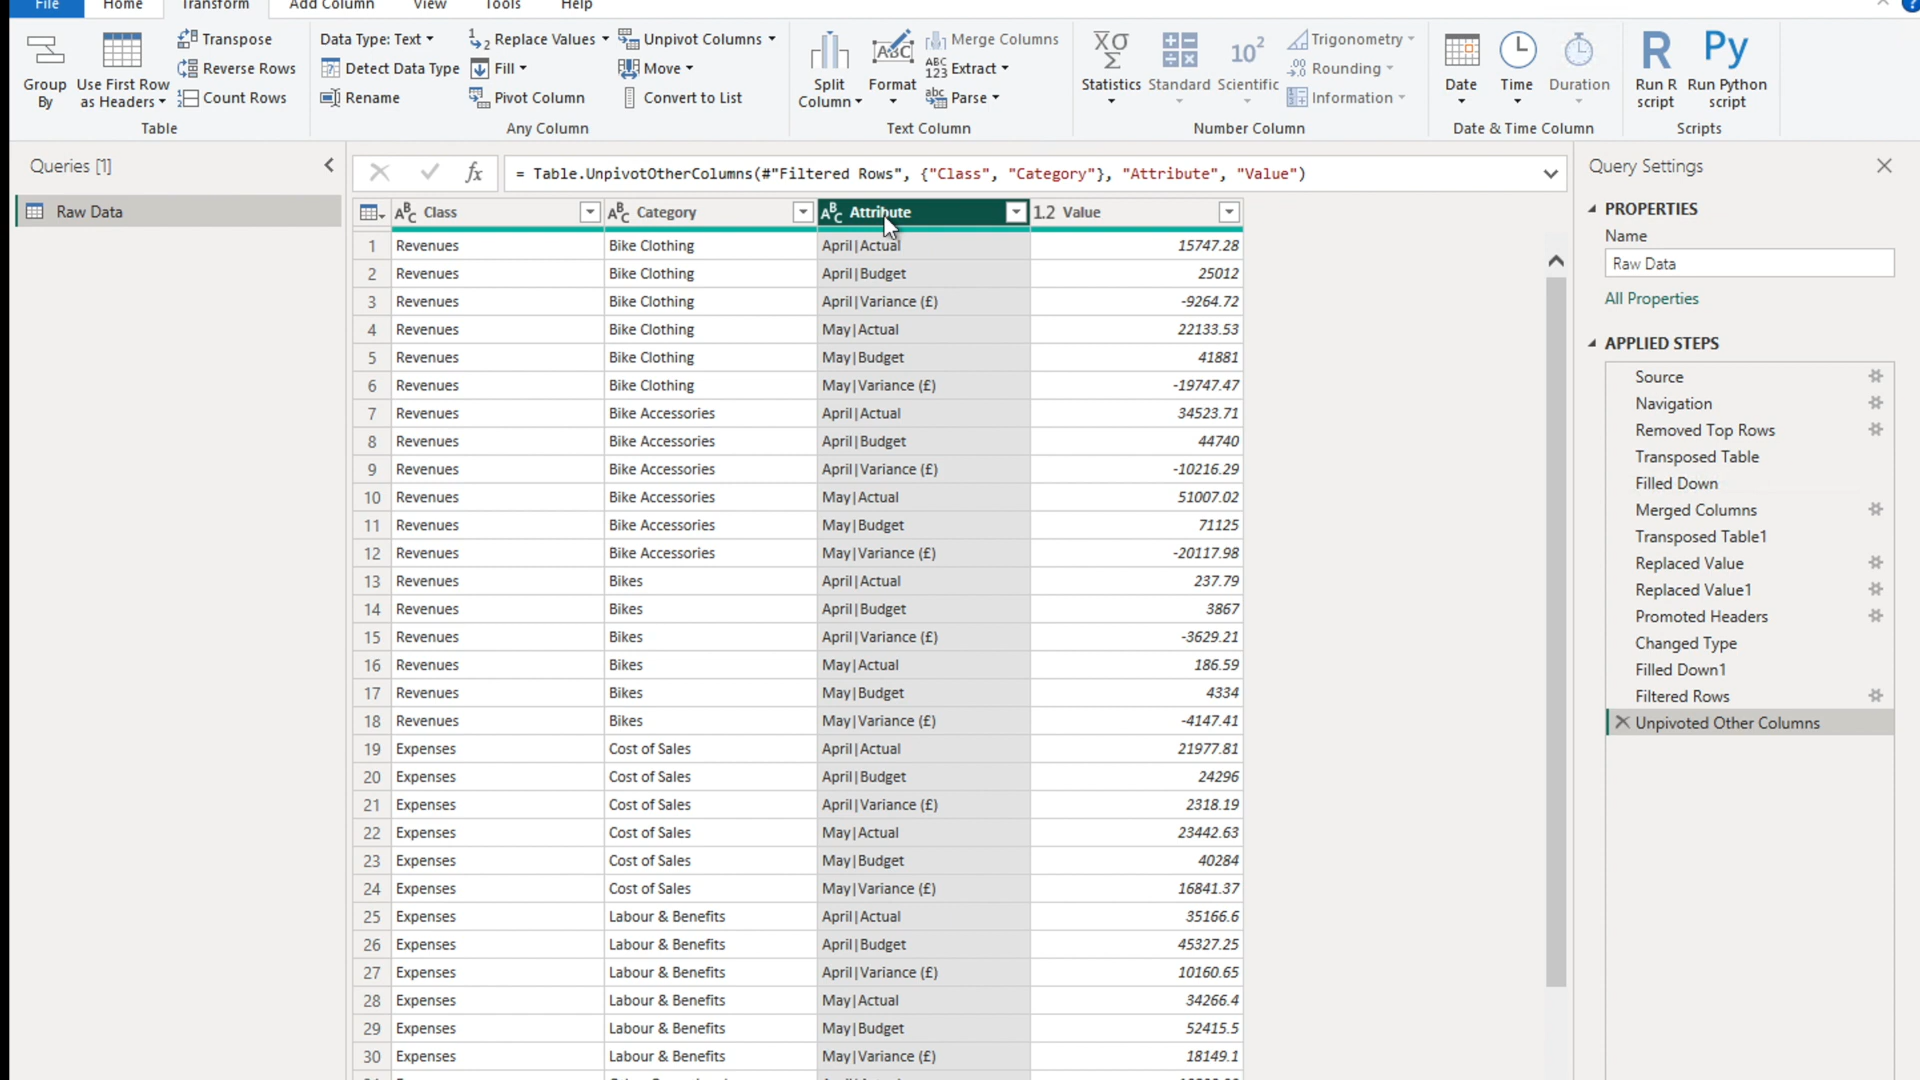 File Home Transform Add Column View Tools Help
Group By
Use First Row as Headers
Transpose
Reverse Rows
Count Rows
Table
Data Type: Text
Detect Data Type
Rename
1 2 Replace Values
Fill
Pivot Column
Unpivot Columns
Move
Convert to List
Any Column
Split Column
ABC Format
Merge Columns
ABC 123 Extract
abc Parse
Text Column
XΣ Statistics
Standard
10² Scientific
Trigonometry
.00 Rounding
Information
Number Column
Date
Time
Duration
Date & Time Column
R Run R script
Py Run Python script
Scripts
Queries [1]
Raw Data
fx = Table.UnpivotOtherColumns(#"Filtered Rows", {"Class", "Category"}, "Attribute", "Value")
ABC Class ABC Category ABC Attribute 1.2 Value
1 Revenues Bike Clothing April|Actual 15747.28
2 Revenues Bike Clothing April|Budget 25012
3 Revenues Bike Clothing April|Variance (£) -9264.72
4 Revenues Bike Clothing May|Actual 22133.53
5 Revenues Bike Clothing May|Budget 41881
6 Revenues Bike Clothing May|Variance (£) -19747.47
7 Revenues Bike Accessories April|Actual 34523.71
8 Revenues Bike Accessories April|Budget 44740
9 Revenues Bike Accessories April|Variance (£) -10216.29
10 Revenues Bike Accessories May|Actual 51007.02
11 Revenues Bike Accessories May|Budget 71125
12 Revenues Bike Accessories May|Variance (£) -20117.98
13 Revenues Bikes April|Actual 237.79
14 Revenues Bikes April|Budget 3867
15 Revenues Bikes April|Variance (£) -3629.21
16 Revenues Bikes May|Actual 186.59
17 Revenues Bikes May|Budget 4334
18 Revenues Bikes May|Variance (£) -4147.41
19 Expenses Cost of Sales April|Actual 21977.81
20 Expenses Cost of Sales April|Budget 24296
21 Expenses Cost of Sales April|Variance (£) 2318.19
22 Expenses Cost of Sales May|Actual 23442.63
23 Expenses Cost of Sales May|Budget 40284
24 Expenses Cost of Sales May|Variance (£) 16841.37
25 Expenses Labour & Benefits April|Actual 35166.6
26 Expenses Labour & Benefits April|Budget 45327.25
27 Expenses Labour & Benefits April|Variance (£) 10160.65
28 Expenses Labour & Benefits May|Actual 34266.4
29 Expenses Labour & Benefits May|Budget 52415.5
30 Expenses Labour & Benefits May|Variance (£) 18149.1
Query Settings
PROPERTIES
Name
Raw Data
All Properties
APPLIED STEPS
Source
Navigation
Removed Top Rows
Transposed Table
Filled Down
Merged Columns
Transposed Table1
Replaced Value
Replaced Value1
Promoted Headers
Changed Type
Filled Down1
Filtered Rows
Unpivoted Other Columns